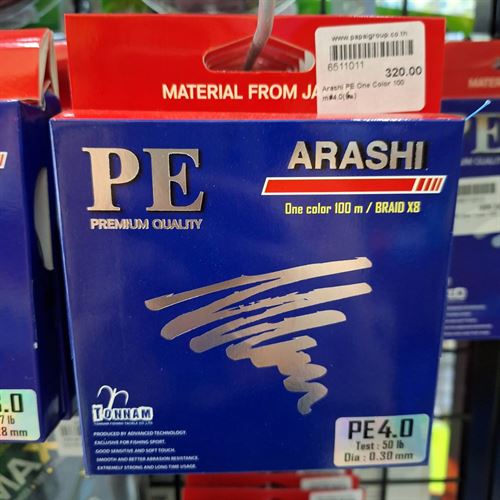 www.papaigroup.co.th
6511011
320.00
Arashi PE One Color 100
MATERIAL FROM JA
PE
PREMIUM QUALITY
ARASHI
One color 100 m / BRAID X8
TONNAM
PRODUCED BY ADVANCED TECHNOLOGY.
EXCLUSIVE FOR FISHING SPORT.
GOOD SENSITIVE AND SOFT TOUCH.
SMOOTH AND BETTER ABRASION RESISTANCE.
EXTREMELY STRONG AND LONG TIME USAGE.
PE4.0
Test : 50 lb
Dia : 0.30 mm
.0
lb
8 mm